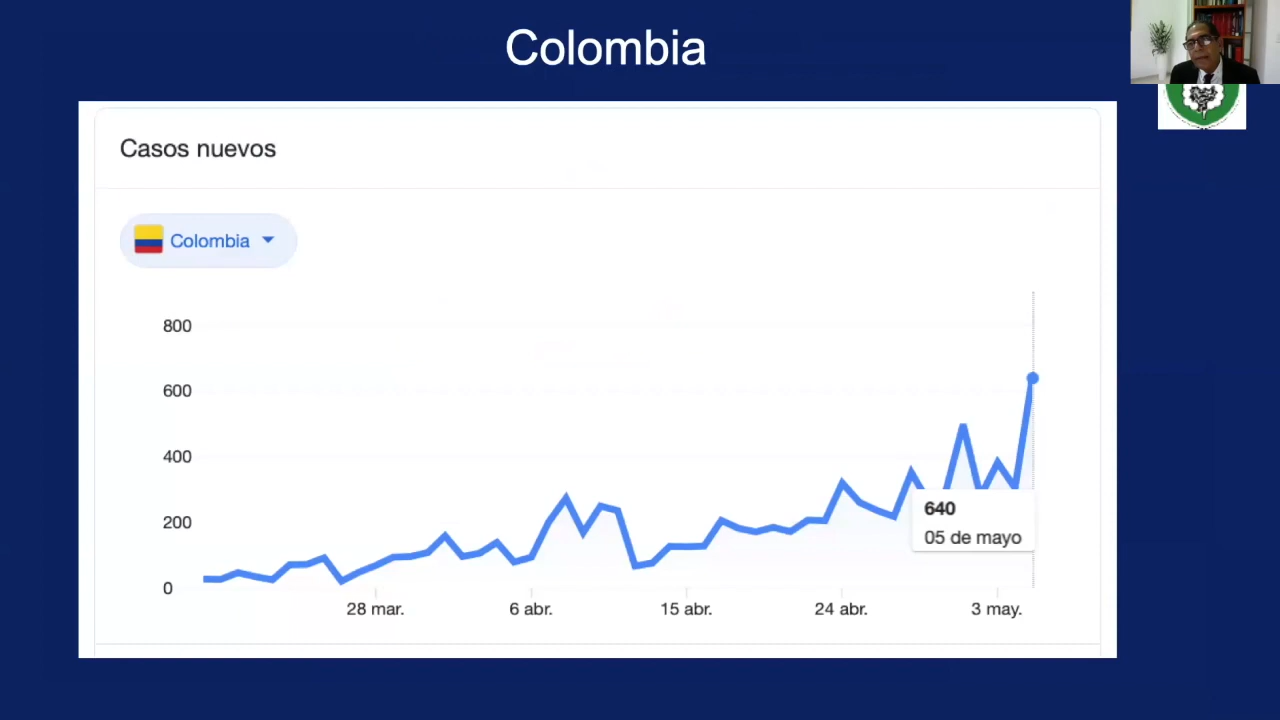 Colombia
Casos nuevos
Colombia
800
600
400
200
0
640
05 de mayo
28 mar.
6 abr.
15 abr.
24 abr.
3 may.